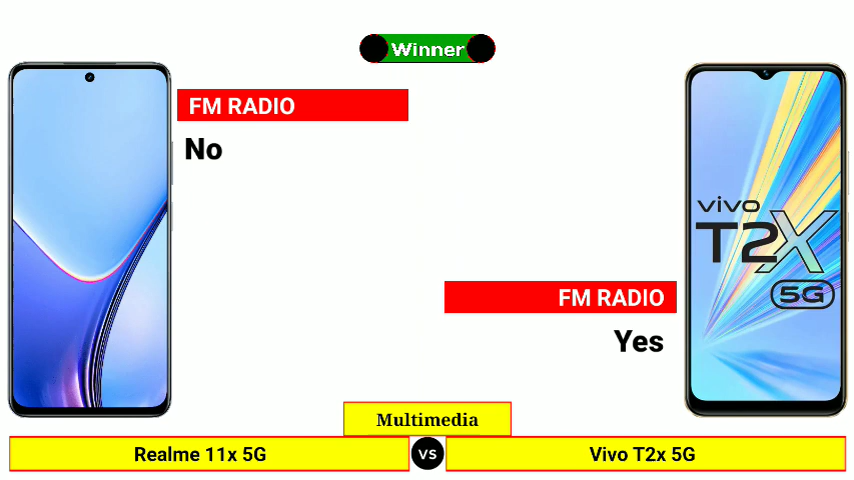 Winner
FM RADIO
No
vivo
T2X
5G
FM RADIO
Yes
Multimedia
Realme 11x 5G
VS
Vivo T2x 5G